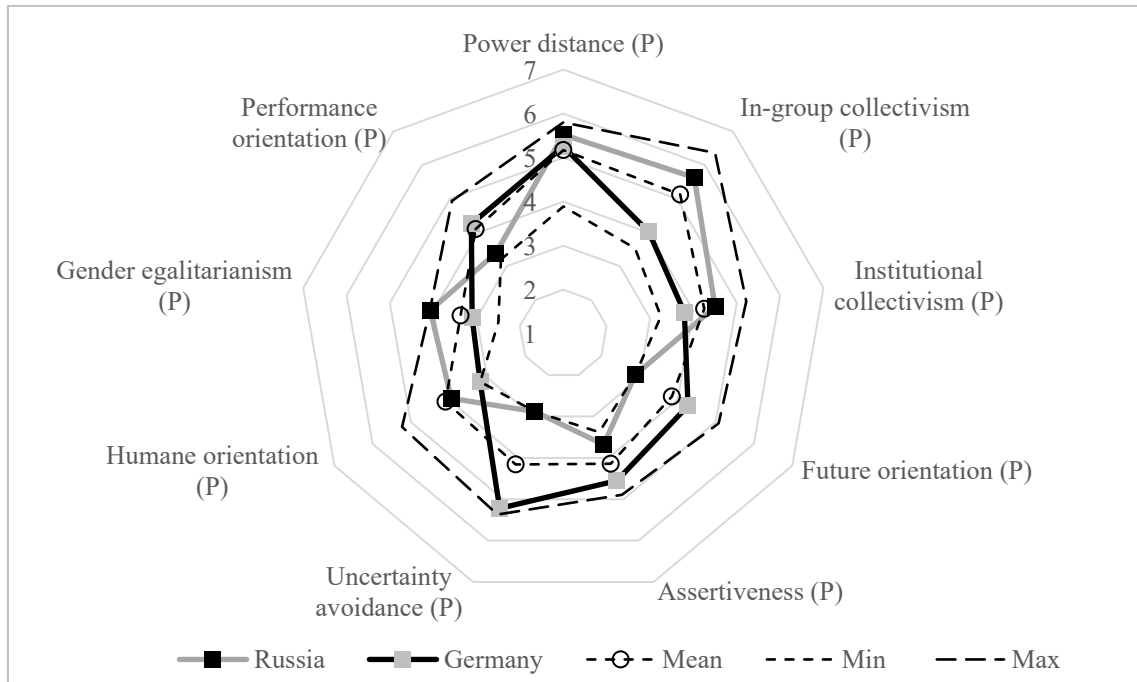 Power distance (P)
7
6
5
4
3
2
1
In-group collectivism
(P)
Institutional
collectivism (P)
Future orientation (P)
Assertiveness (P)
Uncertainty
avoidance (P)
Humane orientation
(P)
Gender egalitarianism
(P)
Performance
orientation (P)
Russia Germany Mean Min Max